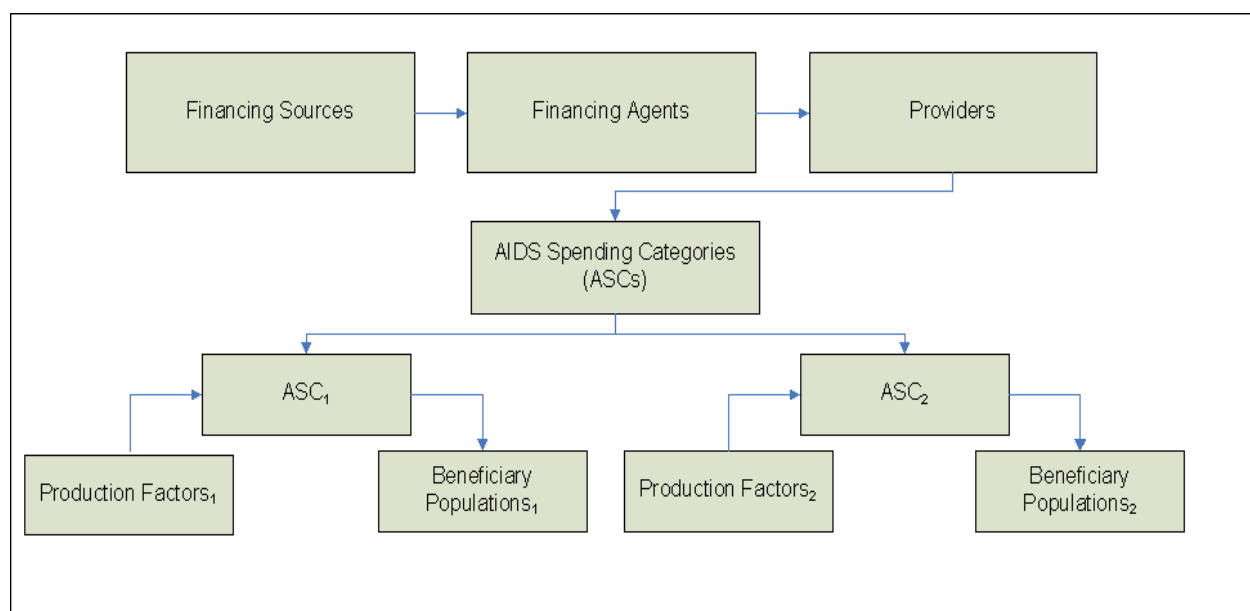 Financing Sources
Financing Agents
Providers
AIDS Spending Categories
(ASCs)
ASC₁
ASC₂
Production Factors₁
Beneficiary
Populations₁
Production Factors₂
Beneficiary
Populations₂